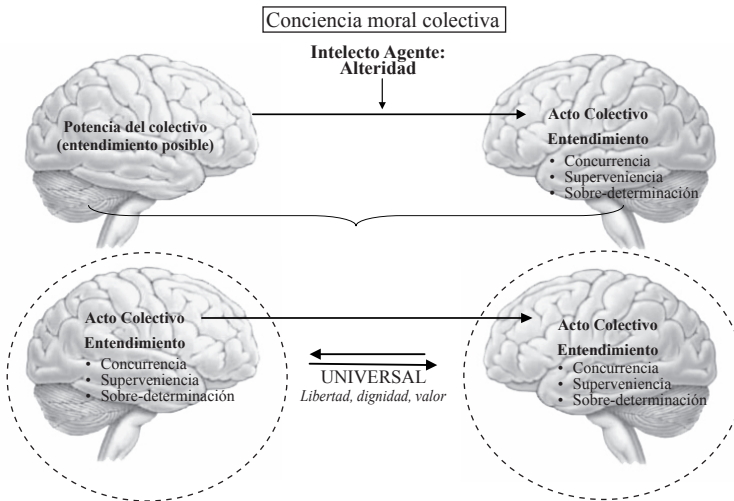 Conciencia moral colectiva
Intelecto Agente:
Alteridad
Potencia del colectivo
(entendimiento posible)
Acto Colectivo
Entendimiento
• Concurrencia
• Superveniencia
• Sobre-determinación
Acto Colectivo
Entendimiento
• Concurrencia
• Superveniencia
• Sobre-determinación
UNIVERSAL
Libertad, dignidad, valor
Acto Colectivo
Entendimiento
• Concurrencia
• Superveniencia
• Sobre-determinación